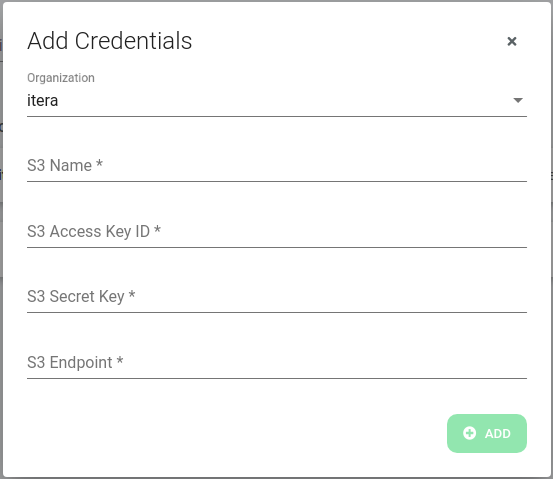 Add Credentials
×
Organization
itera
S3 Name *
S3 Access Key ID *
S3 Secret Key *
S3 Endpoint *
ADD